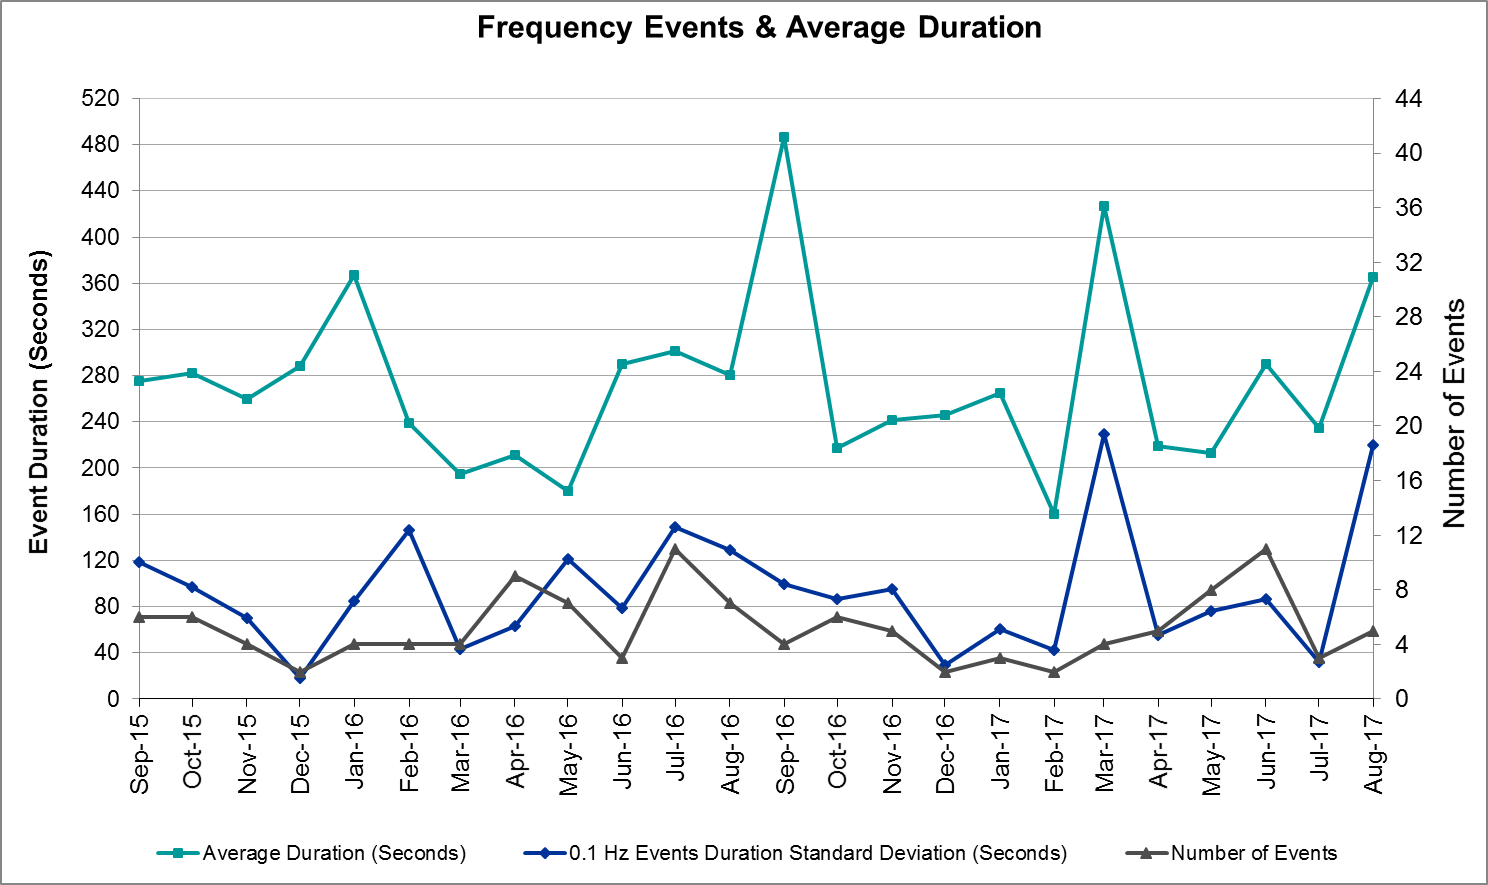 Frequency Events & Average Duration
520
480
440
400
360
320
280
240
200
160
120
80
40
0
Event Duration (Seconds)
44
40
36
32
28
24
20
16
12
8
4
0
Number of Events
Sep-15
Oct-15
Nov-15
Dec-15
Jan-16
Feb-16
Mar-16
Apr-16
May-16
Jun-16
Jul-16
Aug-16
Sep-16
Oct-16
Nov-16
Dec-16
Jan-17
Feb-17
Mar-17
Apr-17
May-17
Jun-17
Jul-17
Aug-17
Average Duration (Seconds)
0.1 Hz Events Duration Standard Deviation (Seconds)
Number of Events